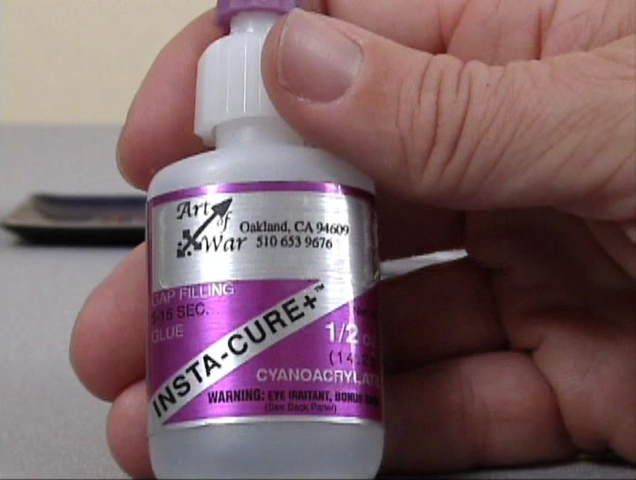 Art
of
War
Oakland, CA 94609
510 653 9676
GAP FILLING
5-15 SEC.
GLUE
INSTA-CURE+™
1/2
CYANOACRYLATE
WARNING: EYE IRRITANT, BONDS
(See Back Panel)